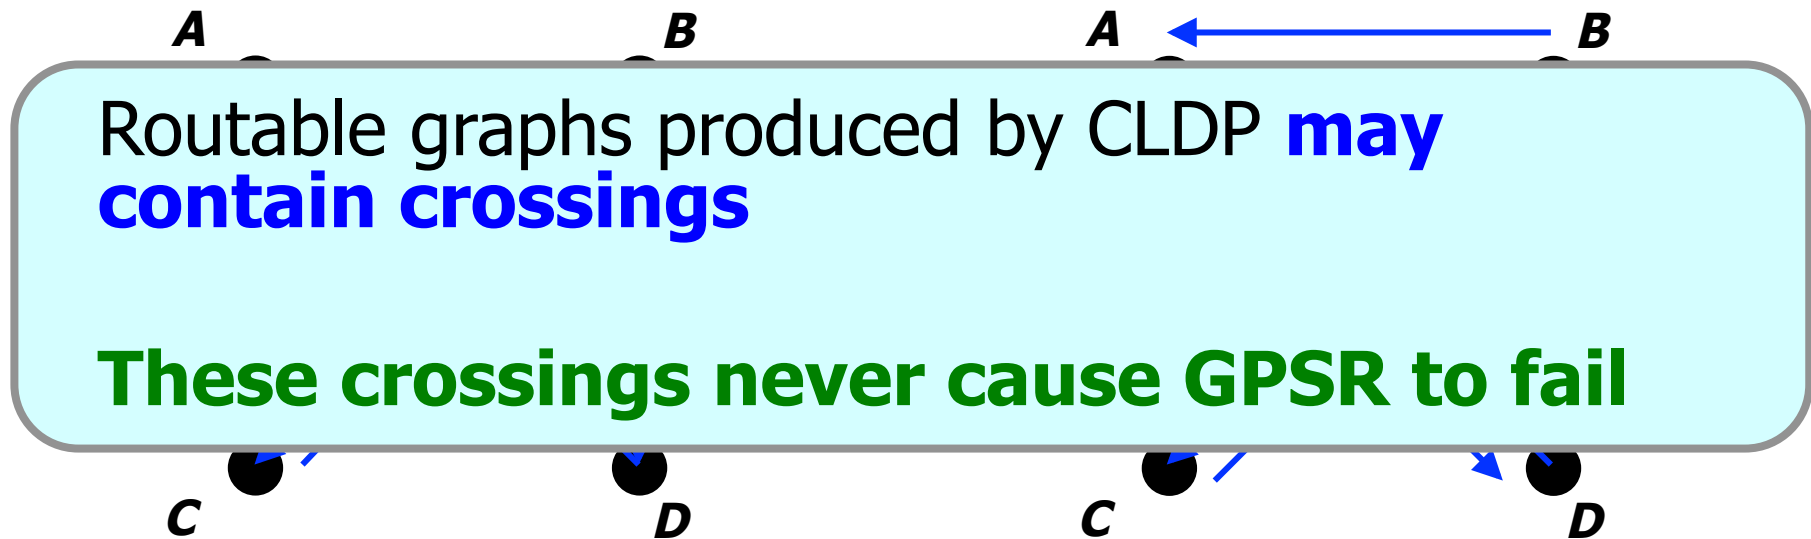 A B A B
Routable graphs produced by CLDP may
contain crossings
These crossings never cause GPSR to fail
C D C D